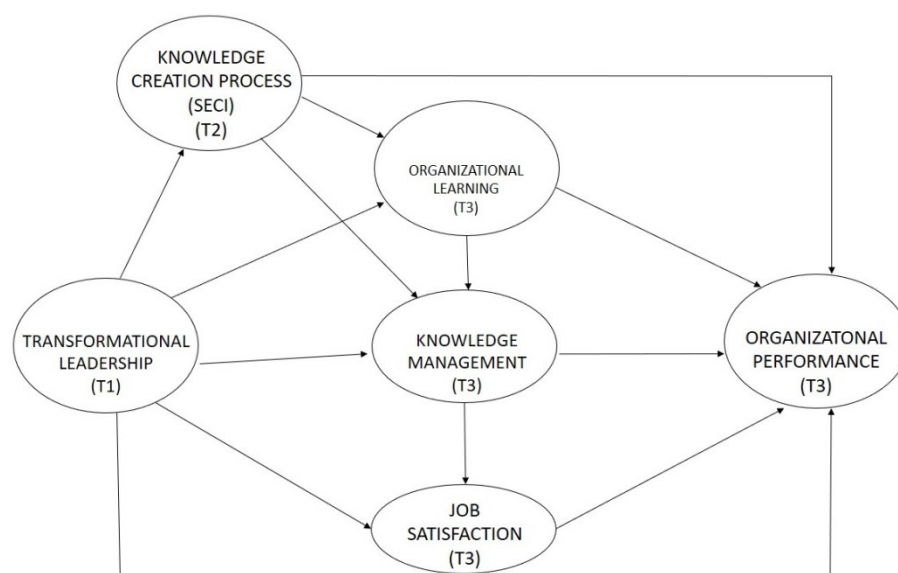 KNOWLEDGE
CREATION PROCESS
(SECI)
(T2)
ORGANIZATIONAL
LEARNING
(T3)
TRANSFORMATIONAL
LEADERSHIP
(T1)
KNOWLEDGE
MANAGEMENT
(T3)
ORGANIZATONAL
PERFORMANCE
(T3)
JOB
SATISFACTION
(T3)